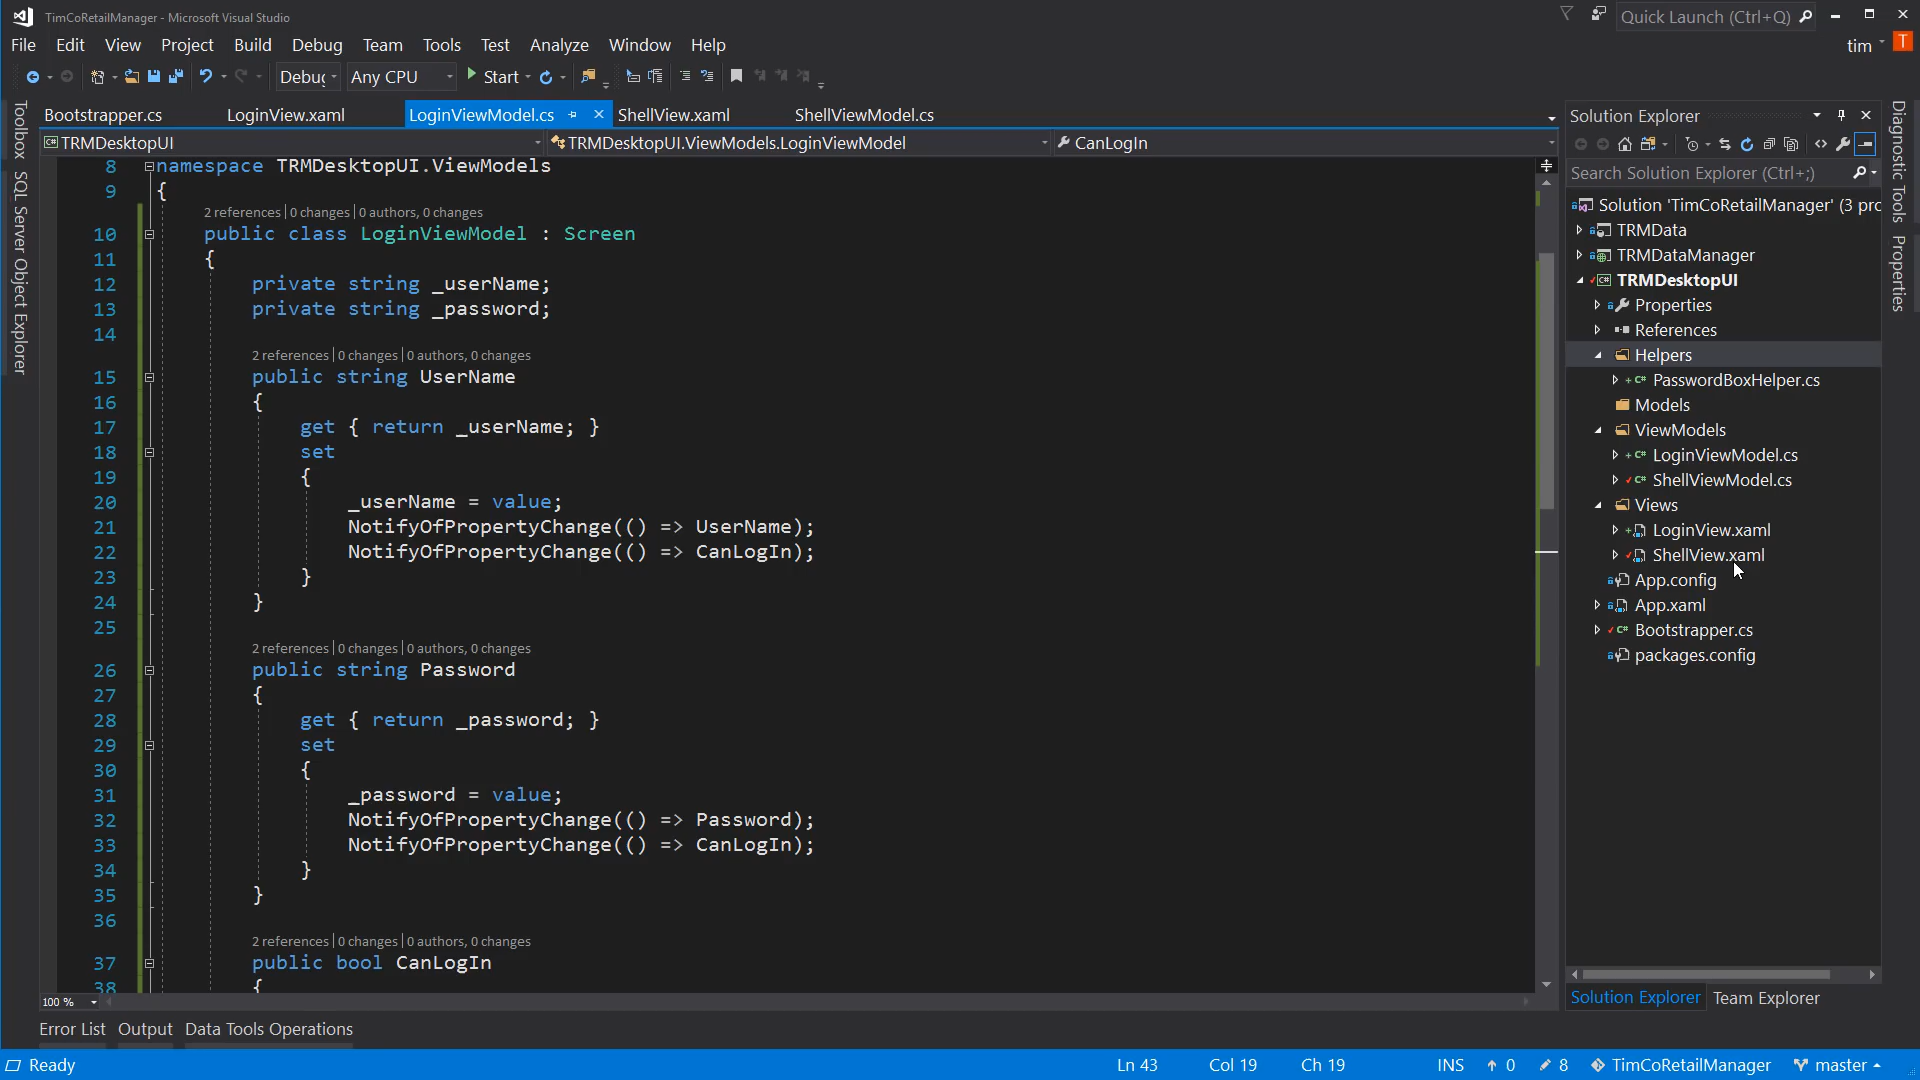 TimCoRetailManager - Microsoft Visual Studio
Quick Launch (Ctrl+Q)
File Edit View Project Build Debug Team Tools Test Analyze Window Help
tim T
Debug Any CPU Start
Bootstrapper.cs LoginView.xaml LoginViewModel.cs ShellView.xaml ShellViewModel.cs
TRMDesktopUI TRMDesktopUI.ViewModels.LoginViewModel CanLogIn
8 namespace TRMDesktopUI.ViewModels
9 {
2 references | 0 changes | 0 authors, 0 changes
10 public class LoginViewModel : Screen
11 {
12 private string _userName;
13 private string _password;
14
2 references | 0 changes | 0 authors, 0 changes
15 public string UserName
16 {
17 get { return _userName; }
18 set
19 {
20 _userName = value;
21 NotifyOfPropertyChange(() => UserName);
22 NotifyOfPropertyChange(() => CanLogIn);
23 }
24 }
25
2 references | 0 changes | 0 authors, 0 changes
26 public string Password
27 {
28 get { return _password; }
29 set
30 {
31 _password = value;
32 NotifyOfPropertyChange(() => Password);
33 NotifyOfPropertyChange(() => CanLogIn);
34 }
35 }
36
2 references | 0 changes | 0 authors, 0 changes
37 public bool CanLogIn
38 {
100 %
Toolbox
SQL Server Object Explorer
Solution Explorer
Search Solution Explorer (Ctrl+;)
Solution 'TimCoRetailManager' (3 pro
TRMData
TRMDataManager
TRMDesktopUI
Properties
References
Helpers
PasswordBoxHelper.cs
Models
ViewModels
LoginViewModel.cs
ShellViewModel.cs
Views
LoginView.xaml
ShellView.xaml
App.config
App.xaml
Bootstrapper.cs
packages.config
Solution Explorer Team Explorer
Diagnostic Tools
Properties
Error List Output Data Tools Operations
Ready Ln 43 Col 19 Ch 19 INS 0 8 TimCoRetailManager master